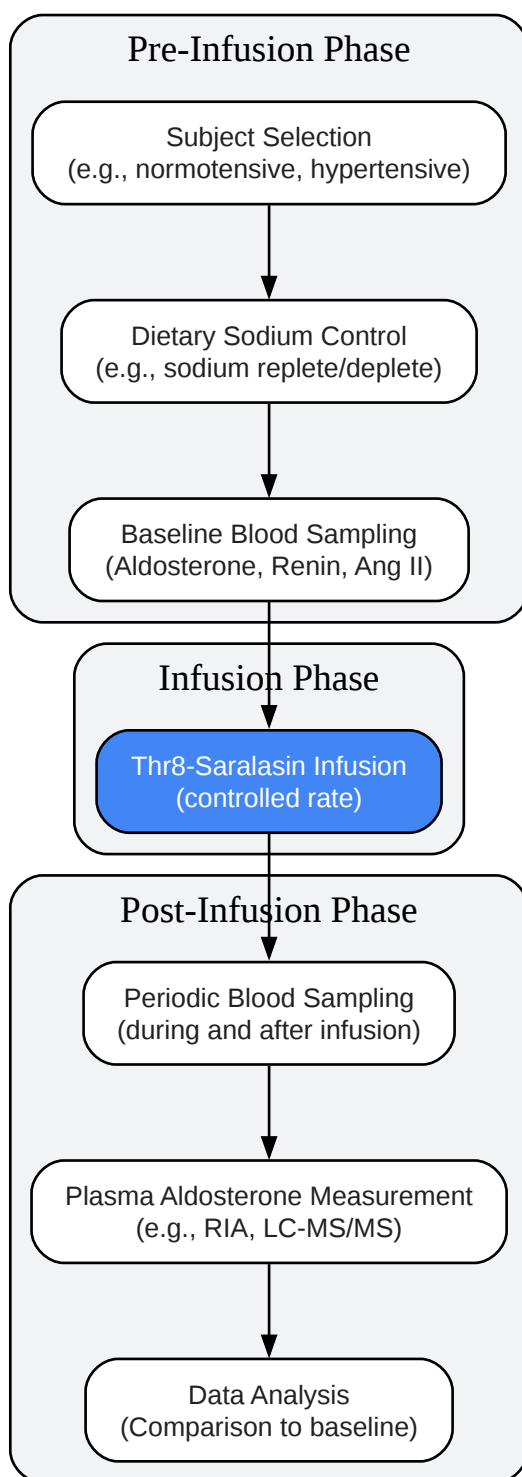 Pre-Infusion Phase
Subject Selection
(e.g., normotensive, hypertensive)
Dietary Sodium Control
(e.g., sodium replete/deplete)
Baseline Blood Sampling
(Aldosterone, Renin, Ang II)
Infusion Phase
Thr8-Saralasin Infusion
(controlled rate)
Post-Infusion Phase
Periodic Blood Sampling
(during and after infusion)
Plasma Aldosterone Measurement
(e.g., RIA, LC-MS/MS)
Data Analysis
(Comparison to baseline)